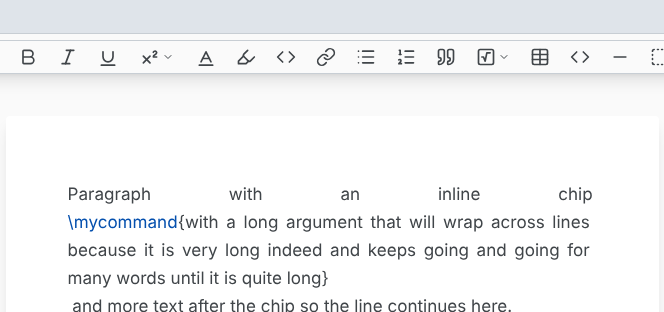 Paragraph with an inline chip
\mycommand{with a long argument that will wrap across lines
because it is very long indeed and keeps going and going for
many words until it is quite long}
and more text after the chip so the line continues here.